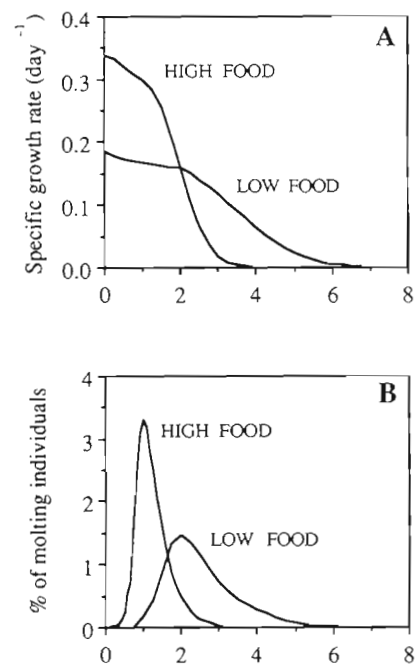 A
Specific growth rate (day ⁻¹)
0.4
0.3
0.2
0.1
0.0
HIGH FOOD
LOW FOOD
0 2 4 6 8
B
% of molting individuals
4
3
2
1
0
HIGH FOOD
LOW FOOD
0 2 4 6 8